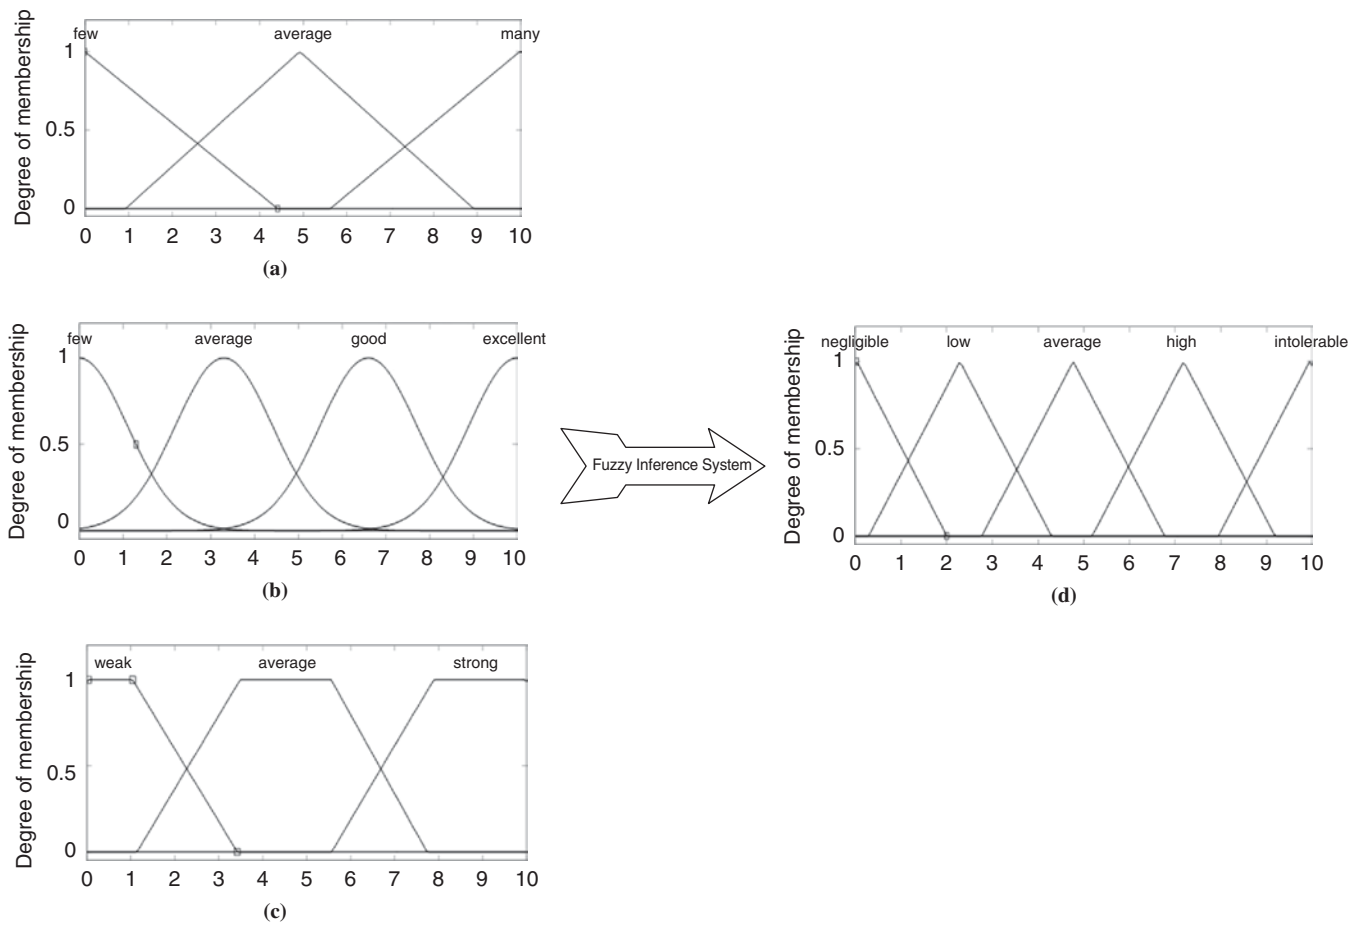 few average many
Degree of membership
1
0.5
0
0 1 2 3 4 5 6 7 8 9 10
(a)
few average good excellent
Degree of membership
1
0.5
0
0 1 2 3 4 5 6 7 8 9 10
(b)
weak average strong
Degree of membership
1
0.5
0
0 1 2 3 4 5 6 7 8 9 10
(c)
Fuzzy Inference System
negligible low average high intolerable
Degree of membership
1
0.5
0
0 1 2 3 4 5 6 7 8 9 10
(d)